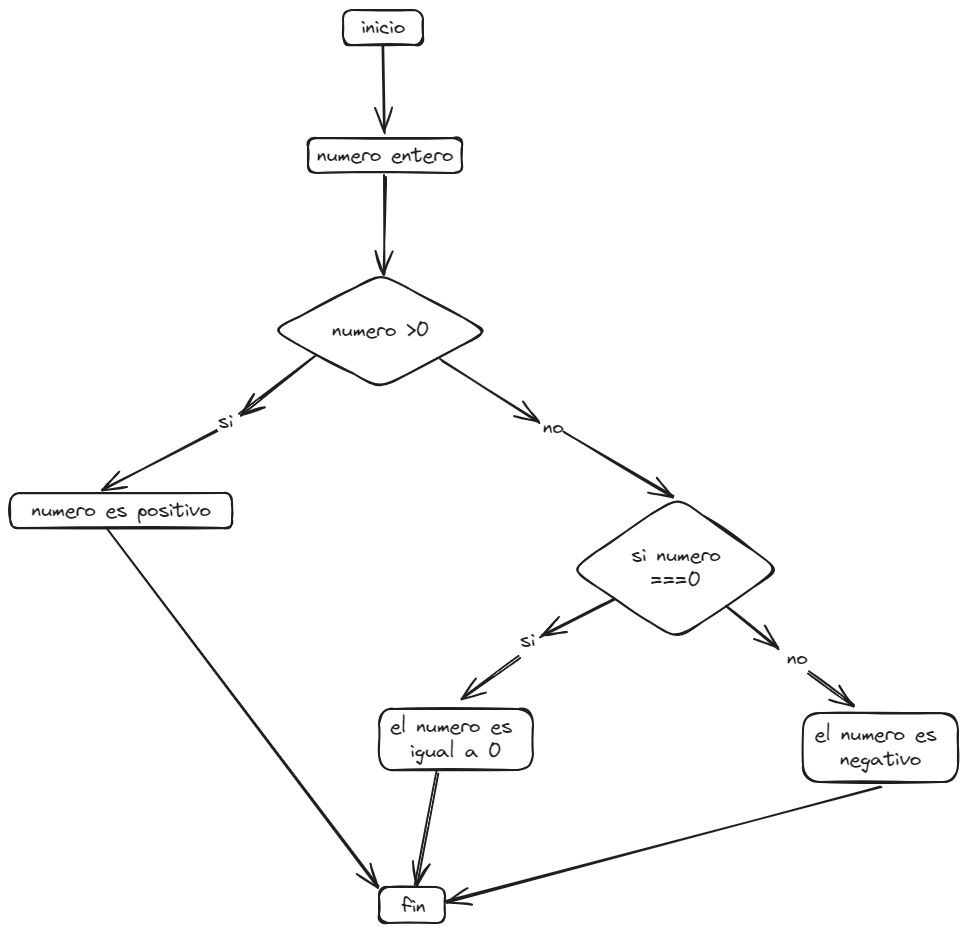 inicio
numero entero
numero >0
si
no
numero es positivo
si numero
===0
si
no
el numero es
igual a 0
el numero es
negativo
fin